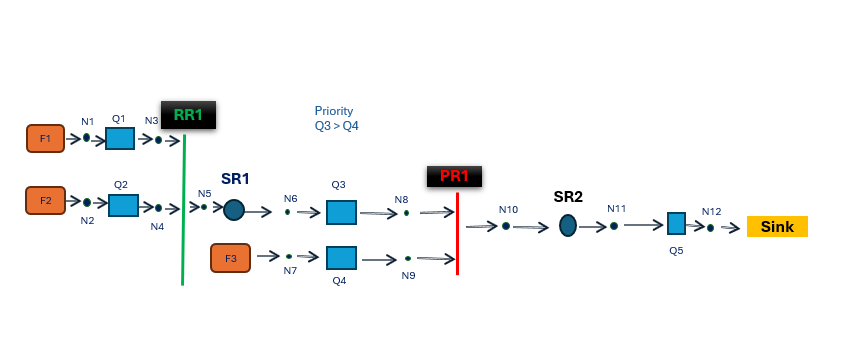 Priority
Q3 > Q4
RR1
N1
Q1
N3
F1
PR1
SR1
Q2
Q3
F2
N5
N6
N8
SR2
N2
N4
N10
N11
N12
Sink
F3
N7
Q4
N9
Q5